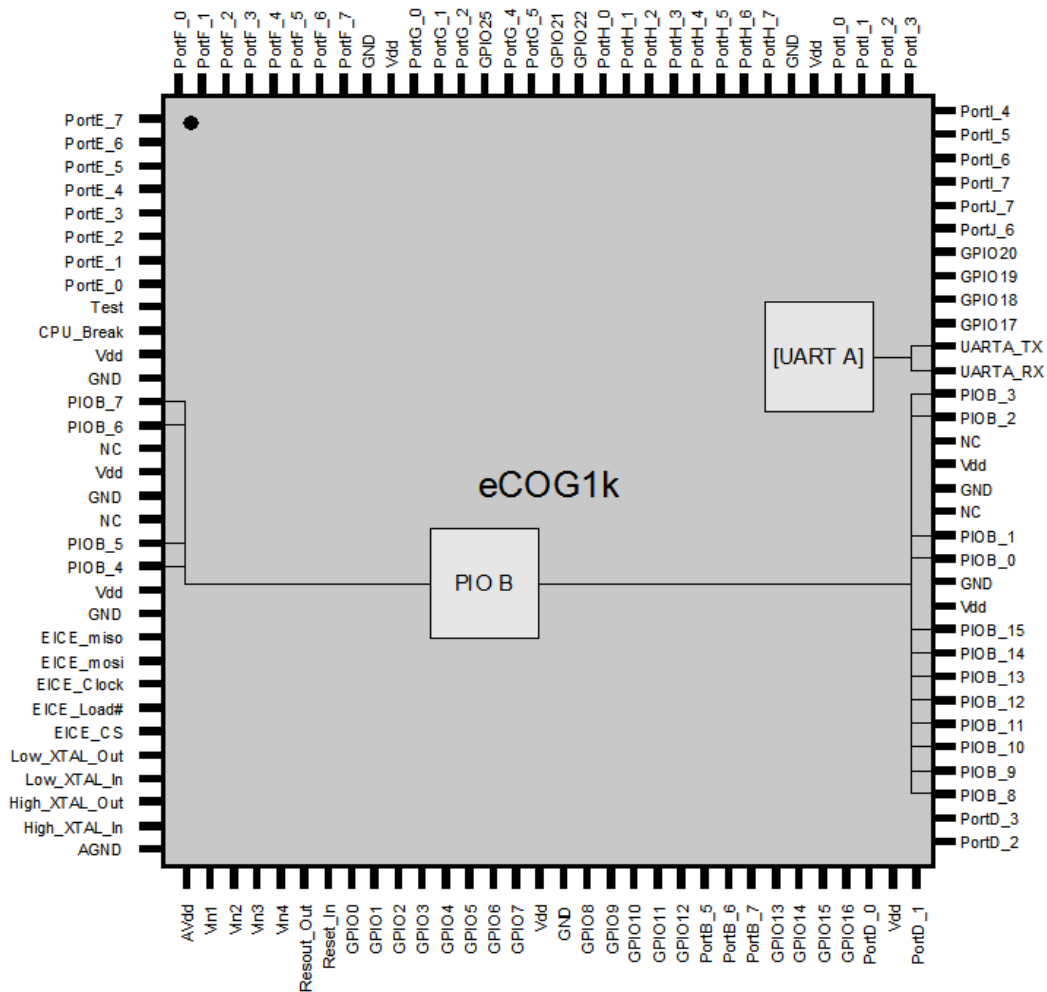 PortF_0
PortF_1
PortF_2
PortF_3
PortF_4
PortF_5
PortF_6
PortF_7
GND
Vdd
PortG_0
PortG_1
PortG_2
GPIO25
PortG_4
PortG_5
GPIO21
GPIO22
PortH_0
PortH_1
PortH_2
PortH_3
PortH_4
PortH_5
PortH_6
PortH_7
GND
Vdd
PortI_0
PortI_1
PortI_2
PortI_3
PortE_7
PortE_6
PortE_5
PortE_4
PortE_3
PortE_2
PortE_1
PortE_0
Test
CPU_Break
Vdd
GND
PIOB_7
PIOB_6
NC
Vdd
GND
NC
PIOB_5
PIOB_4
Vdd
GND
EICE_miso
EICE_mosi
EICE_Clock
EICE_Load#
EICE_CS
Low_XTAL_Out
Low_XTAL_In
High_XTAL_Out
High_XTAL_In
AGND
[UART A]
eCOG1k
PIO B
PortI_4
PortI_5
PortI_6
PortI_7
PortJ_7
PortJ_6
GPIO20
GPIO19
GPIO18
GPIO17
UARTA_TX
UARTA_RX
PIOB_3
PIOB_2
NC
Vdd
GND
NC
PIOB_1
PIOB_0
GND
Vdd
PIOB_15
PIOB_14
PIOB_13
PIOB_12
PIOB_11
PIOB_10
PIOB_9
PIOB_8
PortD_3
PortD_2
AVdd
Vin1
Vin2
Vin3
Vin4
Resout_Out
Reset_In
GPIO0
GPIO1
GPIO2
GPIO3
GPIO4
GPIO5
GPIO6
GPIO7
Vdd
GND
GPIO8
GPIO9
GPIO10
GPIO11
GPIO12
PortB_5
PortB_6
PortB_7
GPIO13
GPIO14
GPIO15
GPIO16
PortD_0
Vdd
PortD_1